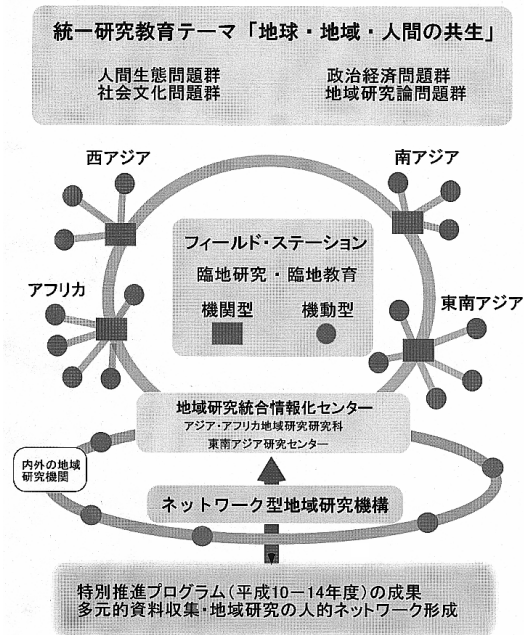 統一研究教育テーマ「地球・地域・人間の共生」
人間生態問題群
社会文化問題群
政治経済問題群
地域研究論問題群
西アジア
南アジア
フィールド・ステーション
臨地研究・臨地教育
機関型
機動型
アフリカ
東南アジア
地域研究統合情報化センター
アジア・アフリカ地域研究研究科
東南アジア研究センター
内外の地域
研究機関
ネットワーク型地域研究機構
特別推進プログラム(平成10－14年度)の成果
多元的資料収集・地域研究の人的ネットワーク形成